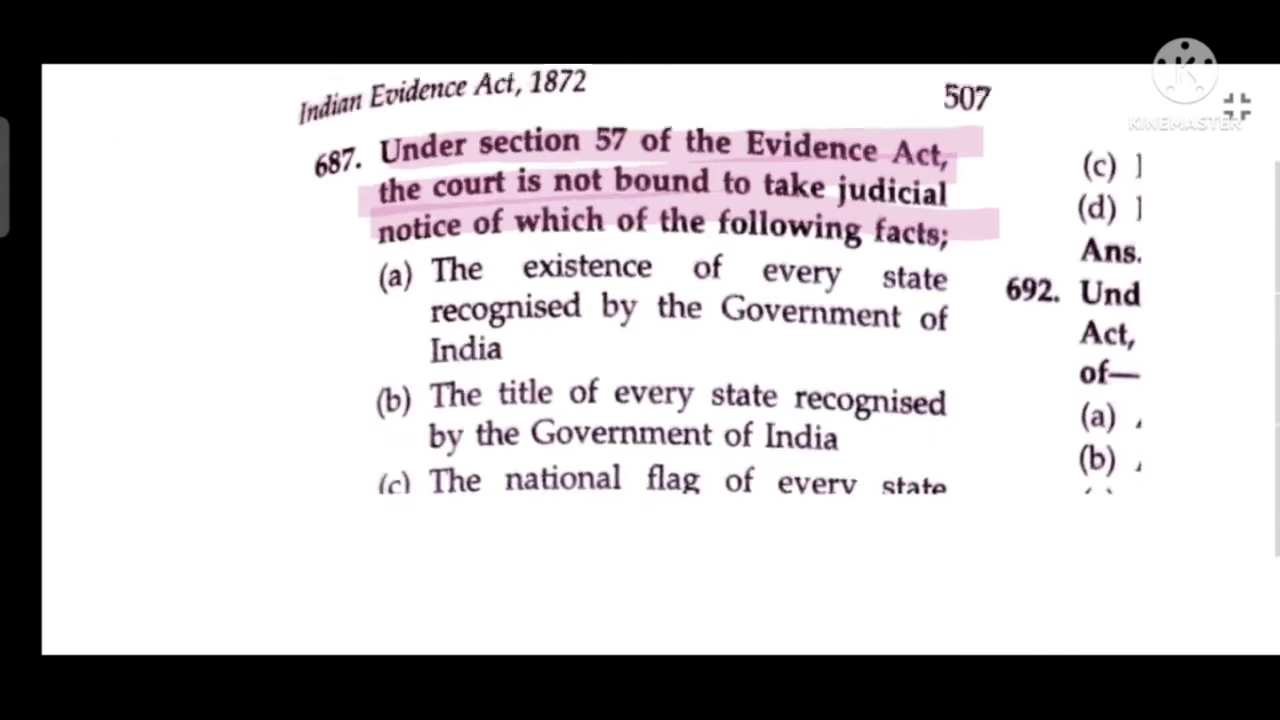 Indian Evidence Act, 1872
507
KINEMASTER
687. Under section 57 of the Evidence Act,
the court is not bound to take judicial
notice of which of the following facts;
(a) The existence of every state
recognised by the Government of
India
(b) The title of every state recognised
by the Government of India
(c) The national flag of every state
(c)
(d)
Ans.
692. Und
Act,
of—
(a)
(b)